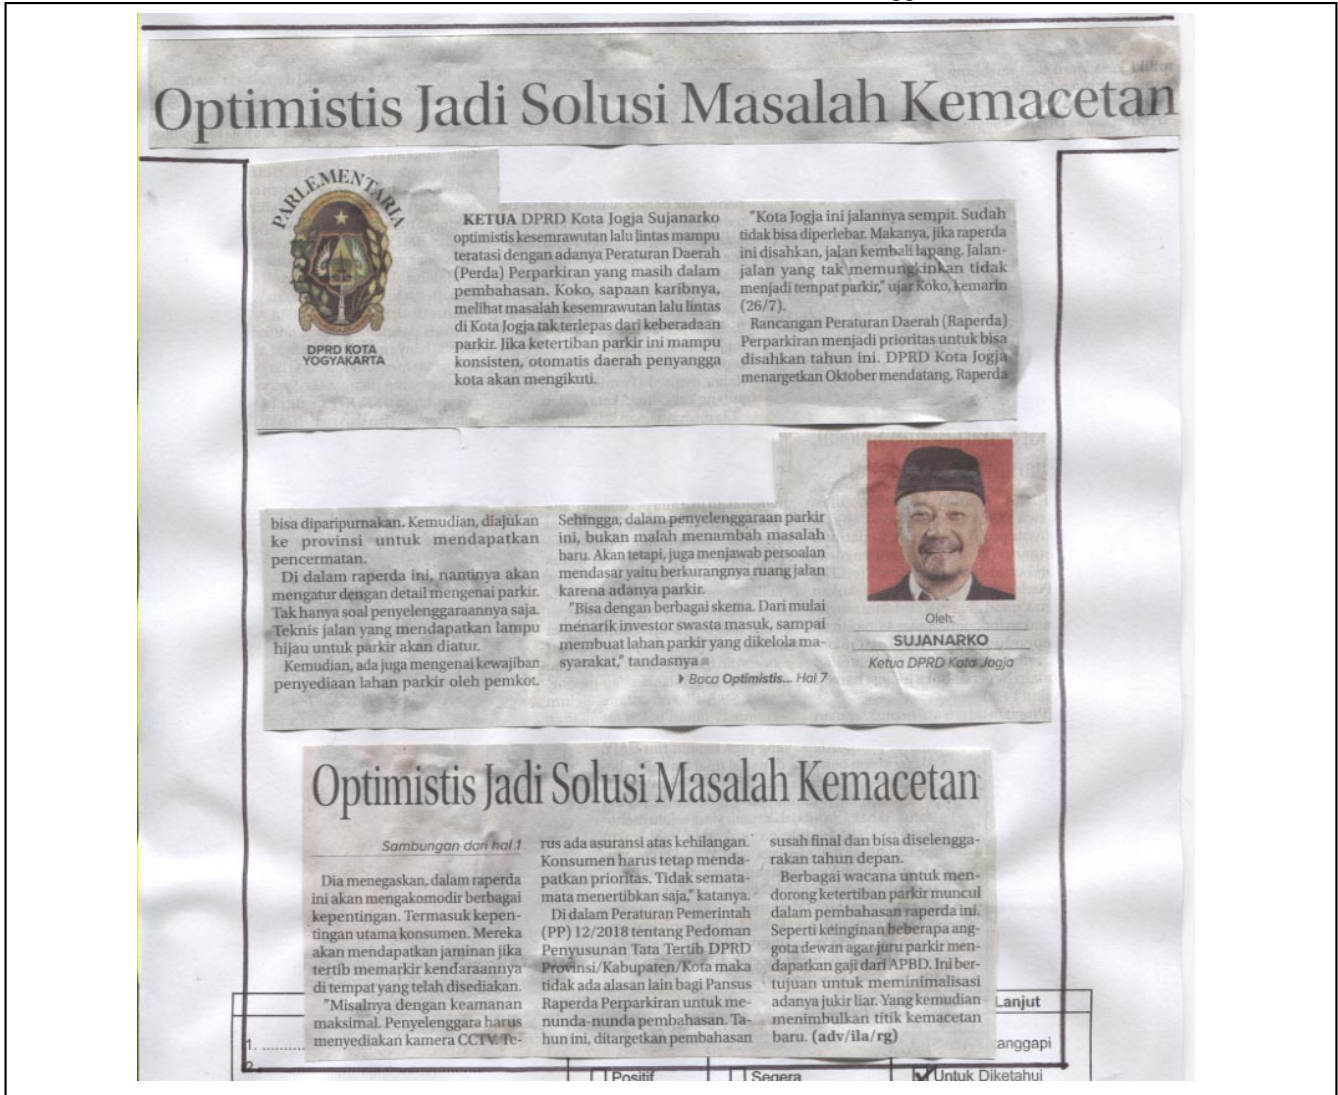 Optimistis Jadi Solusi Masalah Kemacetan
PARLEMENTARIA
DPRD KOTA
YOGYAKARTA
KETUA DPRD Kota Jogja Sujanarko
optimistis kesemrawutan lalu lintas mampu
teratasi dengan adanya Peraturan Daerah
(Perda) Perparkiran yang masih dalam
pembahasan. Koko, sapaan karibnya,
melihat masalah kesemrawutan lalu lintas
di Kota Jogja tak terlepas dari keberadaan
parkir. Jika ketertiban parkir ini mampu
konsisten, otomatis daerah penyangga
kota akan mengikuti.
"Kota Jogja ini jalannya sempit. Sudah
tidak bisa diperlebar. Makanya, jika raperda
ini disahkan, jalan kembali lapang. Jalan-
jalan yang tak memungkinkan tidak
menjadi tempat parkir," ujar Koko, kemarin
(26/7).
Rancangan Peraturan Daerah (Raperda)
Perparkiran menjadi prioritas untuk bisa
disahkan tahun ini. DPRD Kota Jogja
menargetkan Oktober mendatang, Raperda
bisa diparipurnakan. Kemudian, diajukan
ke provinsi untuk mendapatkan
pencermatan.
Di dalam raperda ini, nantinya akan
mengatur dengan detail mengenai parkir.
Tak hanya soal penyelenggaraannya saja.
Teknis jalan yang mendapatkan lampu
hijau untuk parkir akan diatur.
Kemudian, ada juga mengenai kewajiban
penyediaan lahan parkir oleh pemkot.
Sehingga, dalam penyelenggaraan parkir
ini, bukan malah menambah masalah
baru. Akan tetapi, juga menjawab persoalan
mendasar yaitu berkurangnya ruang jalan
karena adanya parkir.
"Bisa dengan berbagai skema. Dari mulai
menarik investor swasta masuk, sampai
membuat lahan parkir yang dikelola ma-
syarakat," tandasnya
Baca Optimistis... Hal 7
Oleh:
SUJANARKO
Ketua DPRD Kota Jogja
Optimistis Jadi Solusi Masalah Kemacetan
Sambungan dari hal 1
Dia menegaskan, dalam raperda
ini akan mengakomodir berbagai
kepentingan. Termasuk kepen-
tingan utama konsumen. Mereka
akan mendapatkan jaminan jika
tertib memarkir kendaraannya
di tempat yang telah disediakan.
"Misalnya dengan keamanan
maksimal. Penyelenggara harus
menyediakan kamera CCTV. Te-
rus ada asuransi atas kehilangan.
Konsumen harus tetap menda-
patkan prioritas. Tidak semata-
mata menertibkan saja," katanya.
Di dalam Peraturan Pemerintah
(PP) 12/2018 tentang Pedoman
Penyusunan Tata Tertib DPRD
Provinsi/Kabupaten/Kota maka
tidak ada alasan lain bagi Pansus
Raperda Perparkiran untuk me-
nunda-nunda pembahasan. Ta-
hun ini, ditargetkan pembahasan
susah final dan bisa diselengga-
rakan tahun depan.
Berbagai wacana untuk men-
dorong ketertiban parkir muncul
dalam pembahasan raperda ini.
Seperti keinginan beberapa ang-
gota dewan agar juru parkir men-
dapatkan gaji dari APBD. Ini ber-
tujuan untuk meminimalisasi
adanya jukir liar. Yang kemudian
menimbulkan titik kemacetan
baru. (adv/ila/rg)
Lanjut
1. ..........
anggapi
2.
Positif
Segera
Untuk Diketahui